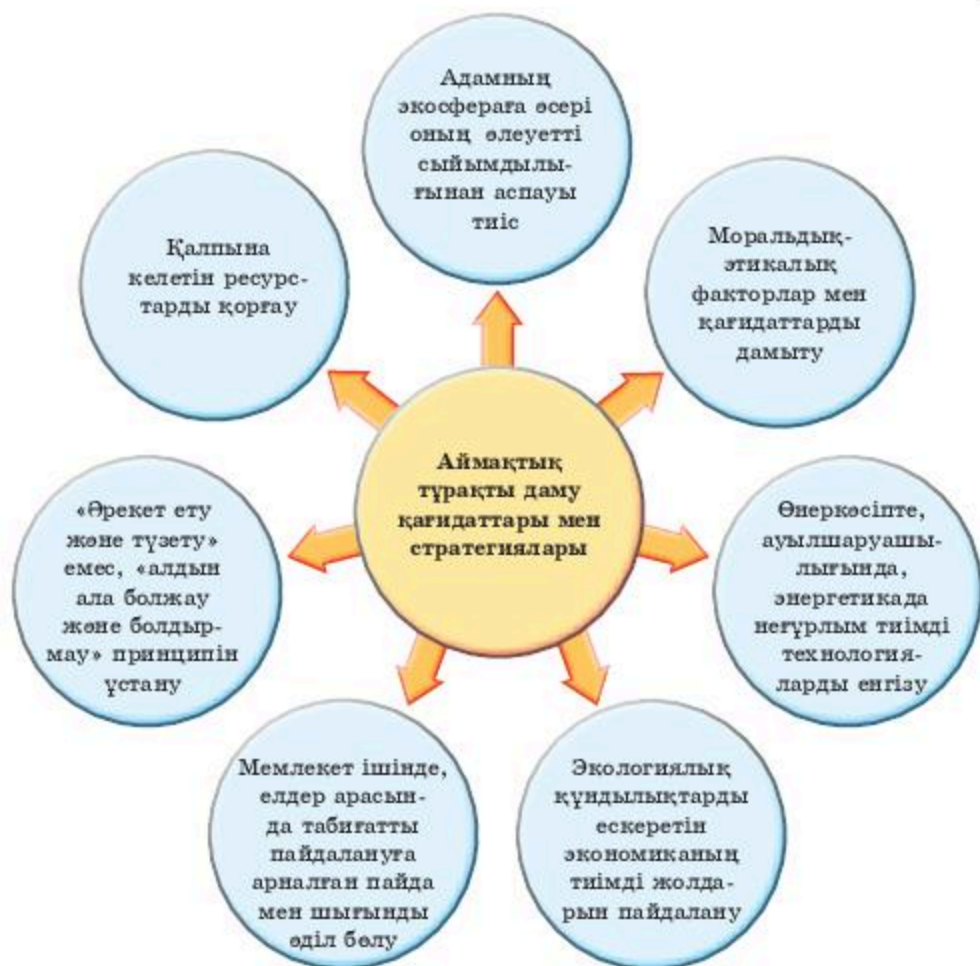 Адамның
экосфераға әсері
оның әлеуетті
сыйымдылы-
ғынан аспауы
тиіс
Қалпына
келетін ресурс-
тарды қорғау
Моральдық-
этикалық
факторлар мен
қағидаттарды
дамыту
Аймақтық
тұрақты даму
қағидаттары мен
стратегиялары
«Әрекет ету
және түзету»
емес, «алдын
ала болжау
және болдыр-
мау» принципін
ұстану
Өнеркәсіпте,
ауылшаруашы-
лығында,
энергетикада
неғұрлым тиімді
технология-
ларды енгізу
Мемлекет ішінде,
елдер арасын-
да табиғатты
пайдалануға
арналған пайда
мен шығынды
әділ бөлу
Экологиялық
құндылықтарды
ескеретін
экономиканың
тиімді жолда-
рын пайдалану